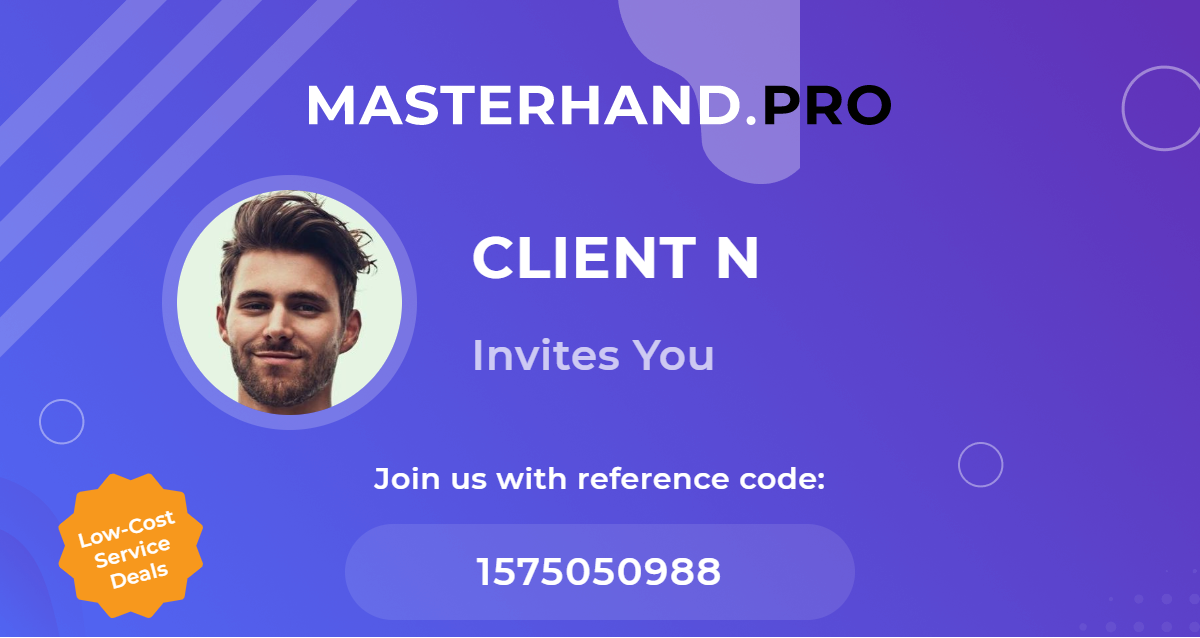 MASTERHAND.PRO
CLIENT N
Invites You
Join us with reference code:
1575050988
Low-Cost
Service
Deals